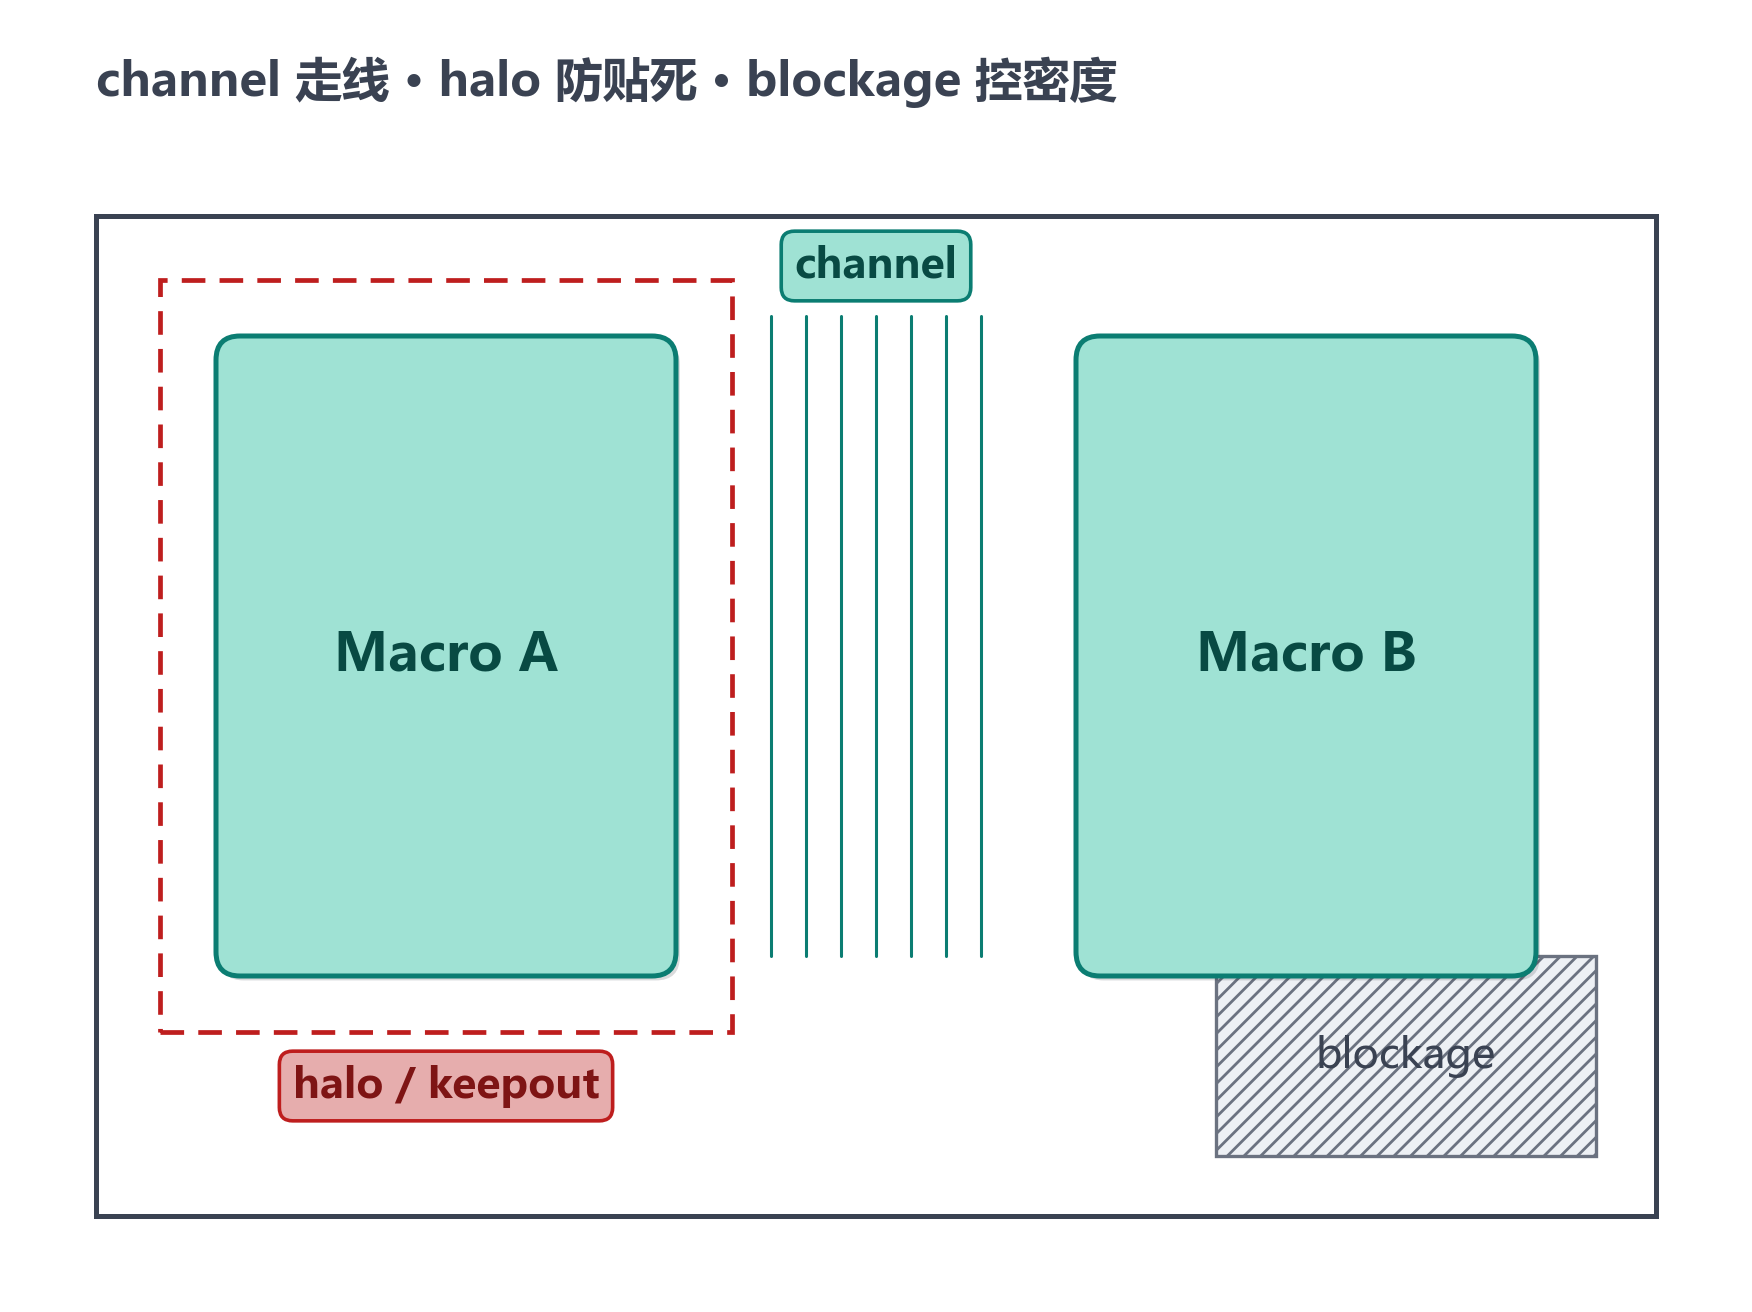 channel 走线 • halo 防贴死 • blockage 控密度
channel
Macro A
Macro B
blockage
halo / keepout